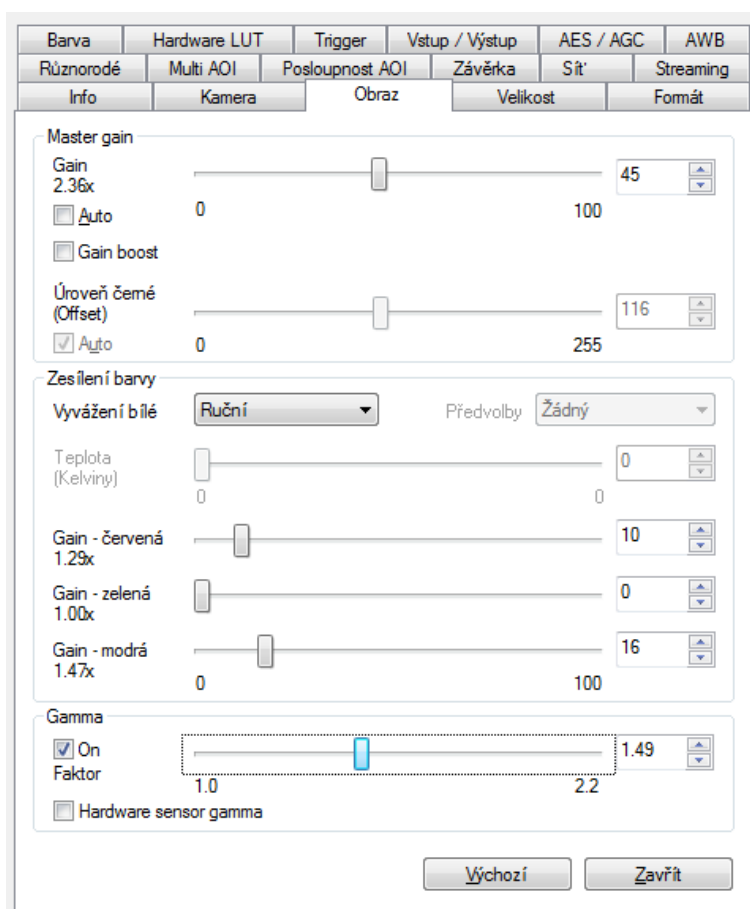 Barva Hardware LUT Trigger Vstup / Výstup AES / AGC AWB
Různorodé Multi AOI Posloupnost AOI Závěrka Síť Streaming
Info Kamera Obraz Velikost Formát
Master gain
Gain
2.36x
45
Auto
0 100
Gain boost
Úroveň černé
(Offset)
116
Auto
0 255
Zesílení barvy
Vyvážení bílé Ruční Předvolby Žádný
Teplota
(Kelviny)
0
0 0
Gain - červená
1.29x
10
Gain - zelená
1.00x
0
Gain - modrá
1.47x
16
0 100
Gamma
On
1.49
Faktor
1.0 2.2
Hardware sensor gamma
Výchozí Zavřít